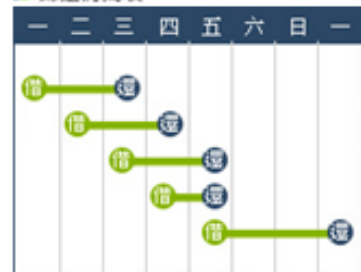 一 二 三 四 五 六 日 一
借 還
借 還
借 還
借 還
借 還